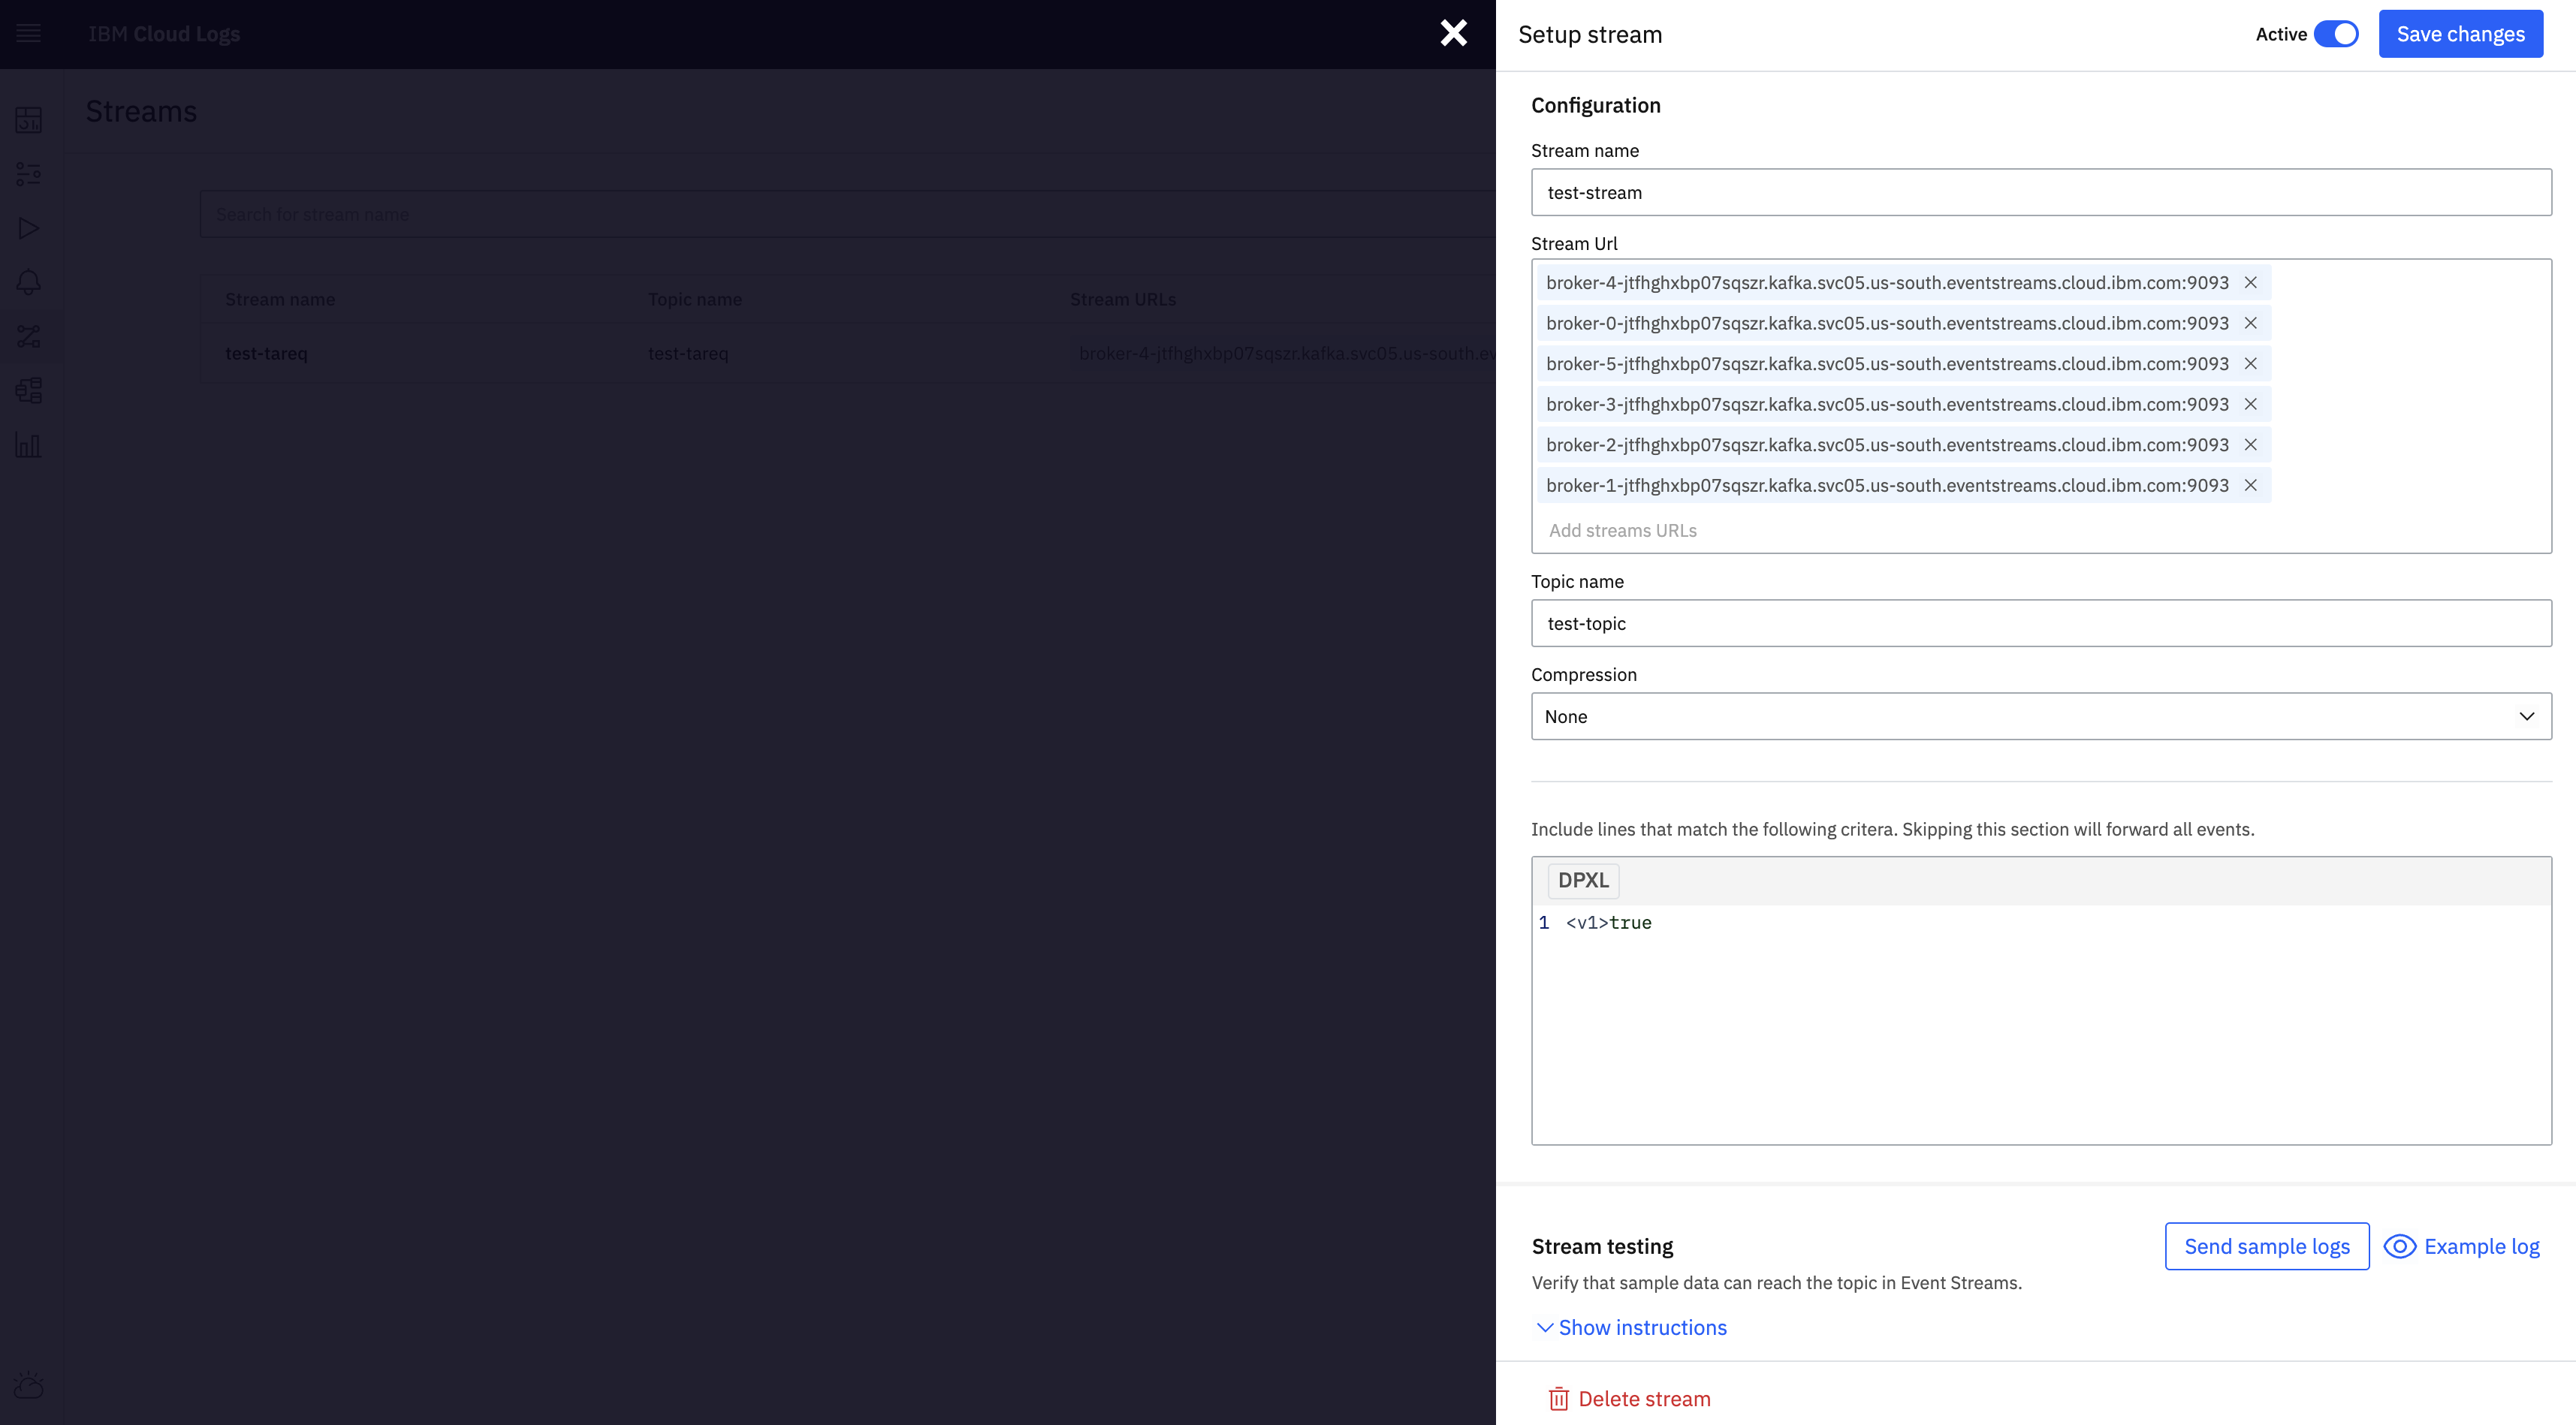 IBM Cloud Logs
Streams
Search for stream name
Stream name Topic name Stream URLs
test-tareq test-tareq broker-4-jtfhghxbp07sqszr.kafka.svc05.us-south.ev
Setup stream
Active Save changes
Configuration
Stream name
test-stream
Stream Url
broker-4-jtfhghxbp07sqszr.kafka.svc05.us-south.eventstreams.cloud.ibm.com:9093
broker-0-jtfhghxbp07sqszr.kafka.svc05.us-south.eventstreams.cloud.ibm.com:9093
broker-5-jtfhghxbp07sqszr.kafka.svc05.us-south.eventstreams.cloud.ibm.com:9093
broker-3-jtfhghxbp07sqszr.kafka.svc05.us-south.eventstreams.cloud.ibm.com:9093
broker-2-jtfhghxbp07sqszr.kafka.svc05.us-south.eventstreams.cloud.ibm.com:9093
broker-1-jtfhghxbp07sqszr.kafka.svc05.us-south.eventstreams.cloud.ibm.com:9093
Add streams URLs
Topic name
test-topic
Compression
None
Include lines that match the following critera. Skipping this section will forward all events.
DPXL
1 <v1>true
Stream testing
Send sample logs Example log
Verify that sample data can reach the topic in Event Streams.
Show instructions
Delete stream